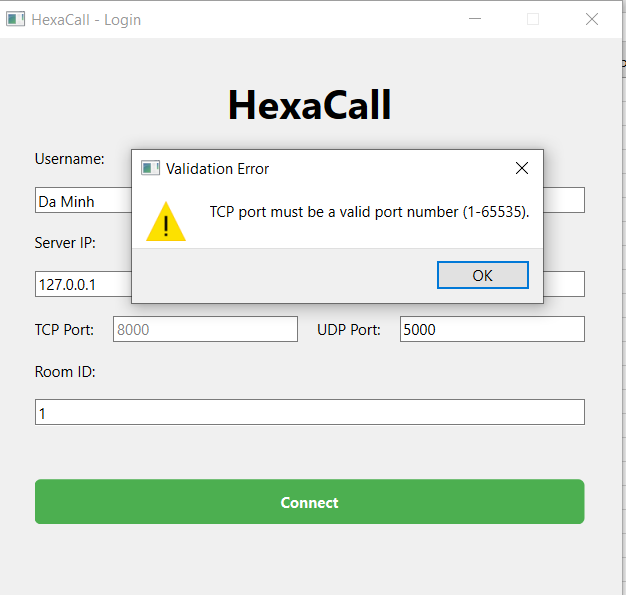 HexaCall - Login
HexaCall
Username:
Validation Error
TCP port must be a valid port number (1-65535).
Da Minh
Server IP:
OK
127.0.0.1
TCP Port: 8000 UDP Port: 5000
Room ID:
1
Connect